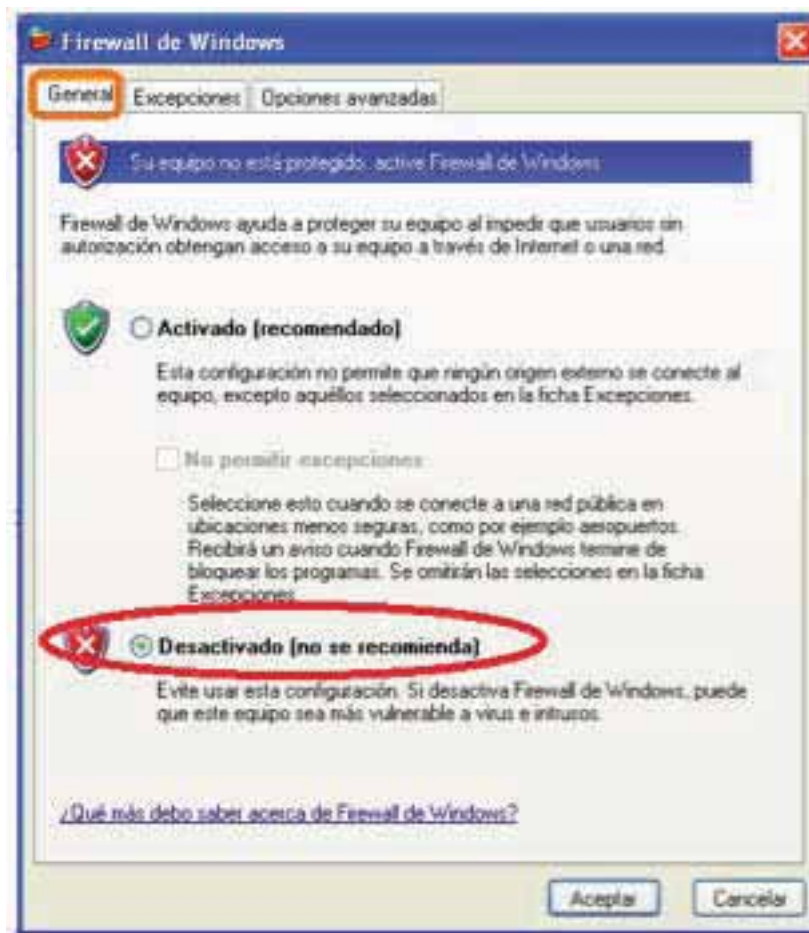 Firewall de Windows
General Excepciones Opciones avanzadas
Su equipo no está protegido; active Firewall de Windows
Firewall de Windows ayuda a proteger su equipo al impedir que usuarios sin
autorización obtengan acceso a su equipo a través de Internet o una red.
Activado (recomendado)
Esta configuración no permite que ningún origen externo se conecte al
equipo, excepto aquéllos seleccionados en la ficha Excepciones.
No permitir excepciones
Seleccione esto cuando se conecte a una red pública en
ubicaciones menos seguras, como por ejemplo aeropuertos.
Recibirá un aviso cuando Firewall de Windows termine de
bloquear los programas. Se omitirán las selecciones en la ficha
Excepciones.
Desactivado (no se recomienda)
Evite usar esta configuración. Si desactiva Firewall de Windows, puede
que este equipo sea más vulnerable a virus e intrusos.
¿Qué más debo saber acerca de Firewall de Windows?
Aceptar Cancelar